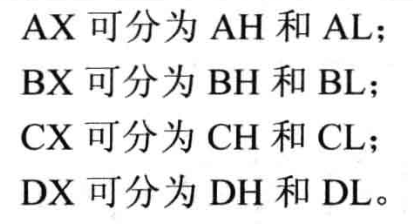 AX 可分为 AH 和 AL；
BX 可分为 BH 和 BL；
CX 可分为 CH 和 CL；
DX 可分为 DH 和 DL。